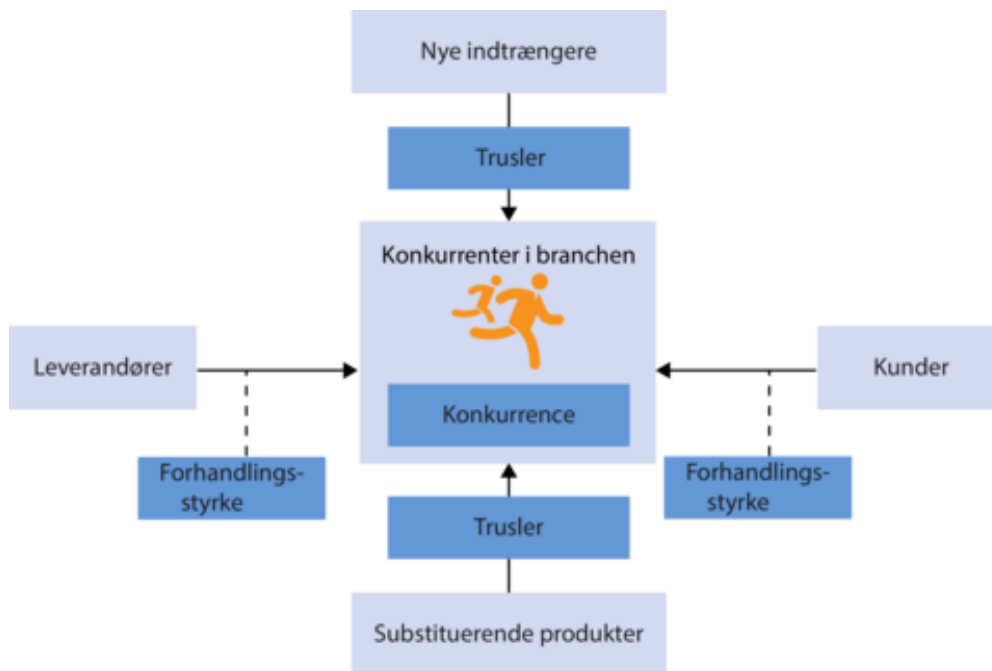 Nye indtrængere
Trusler
Konkurrenter i branchen
Leverandører
Kunder
Konkurrence
Forhandlings-
styrke
Forhandlings-
styrke
Trusler
Substituerende produkter